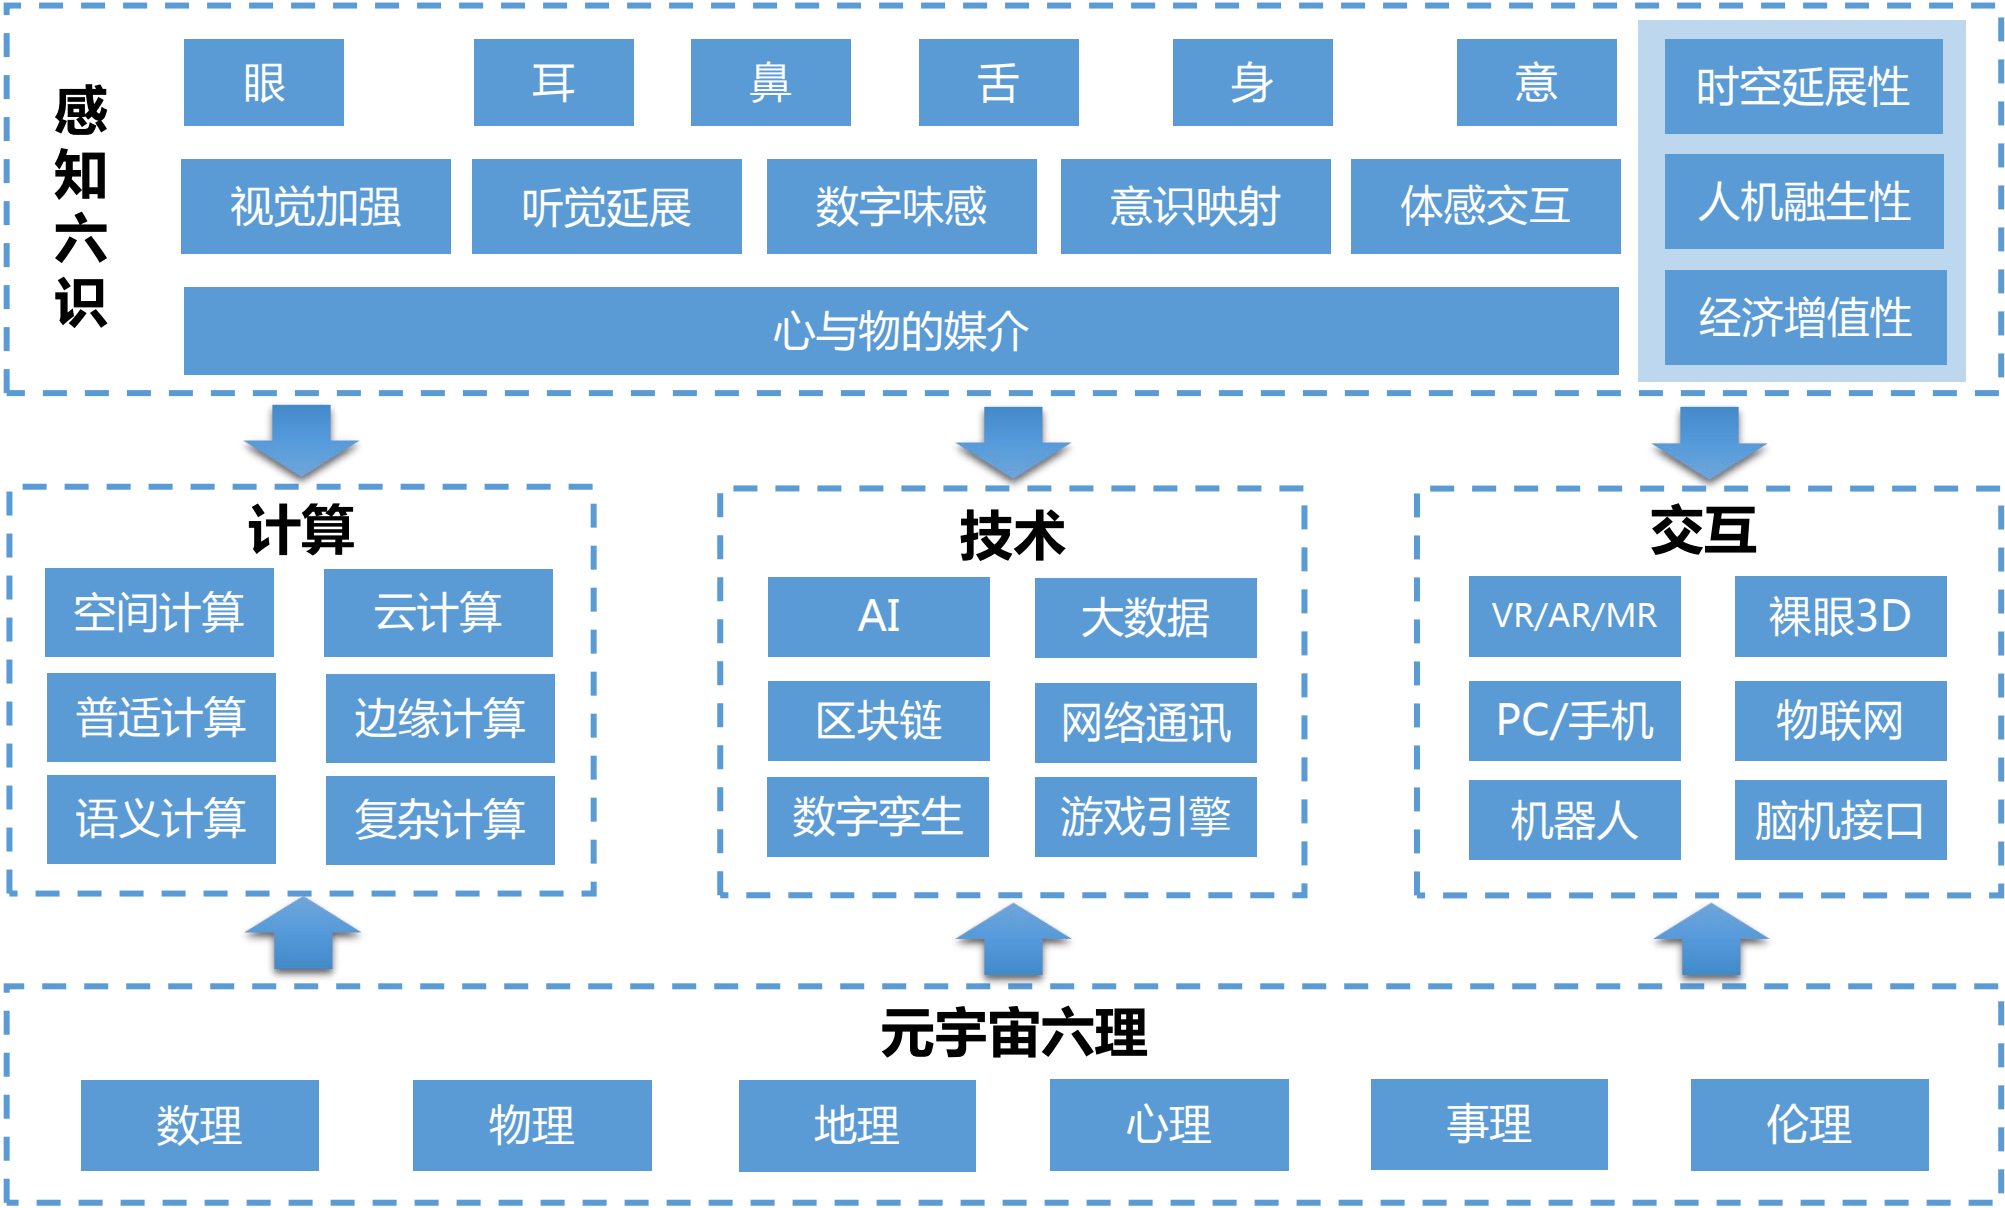 感知六识
眼
耳
鼻
舌
身
意
视觉加强
听觉延展
数字味感
意识映射
体感交互
心与物的媒介
时空延展性
人机融生性
经济增值性
计算
空间计算
云计算
普适计算
边缘计算
语义计算
复杂计算
技术
AI
大数据
区块链
网络通讯
数字孪生
游戏引擎
交互
VR/AR/MR
裸眼3D
PC/手机
物联网
机器人
脑机接口
元宇宙六理
数理
物理
地理
心理
事理
伦理